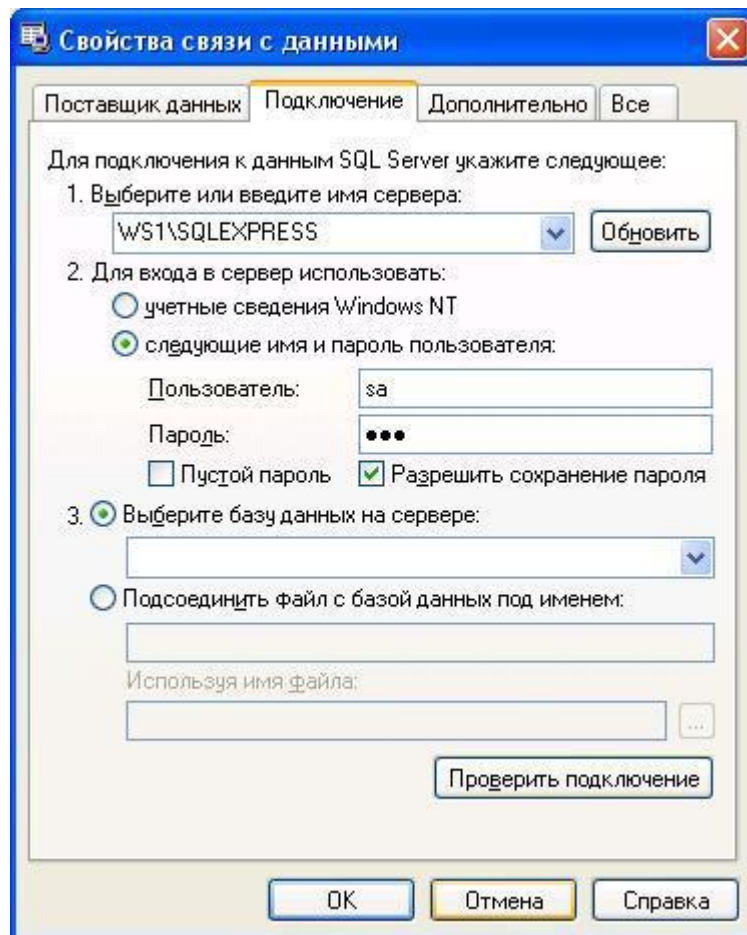 Свойства связи с данными
Поставщик данных Подключение Дополнительно Все
Для подключения к данным SQL Server укажите следующее:
1. Выберите или введите имя сервера:
WS1\SQLEXPRESS Обновить
2. Для входа в сервер использовать:
учетные сведения Windows NT
следующие имя и пароль пользователя:
Пользователь: sa
Пароль: ●●●
Пустой пароль Разрешить сохранение пароля
3. Выберите базу данных на сервере:
Подсоединить файл с базой данных под именем:
Используя имя файла:
...
Проверить подключение
OK Отмена Справка